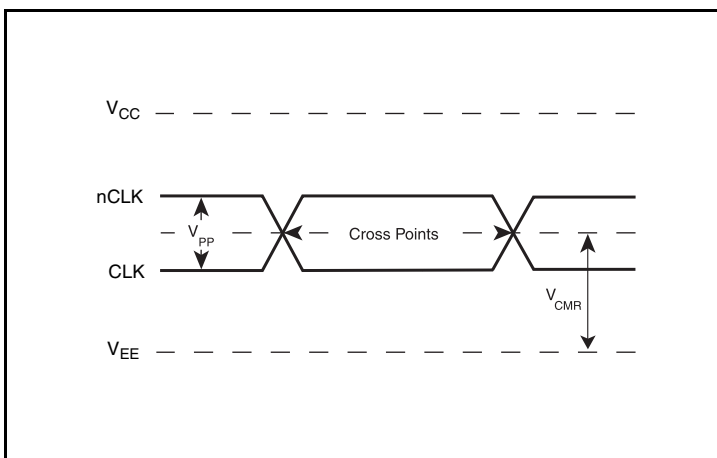 VCC
nCLK
VPP
Cross Points
CLK
VCMR
VEE